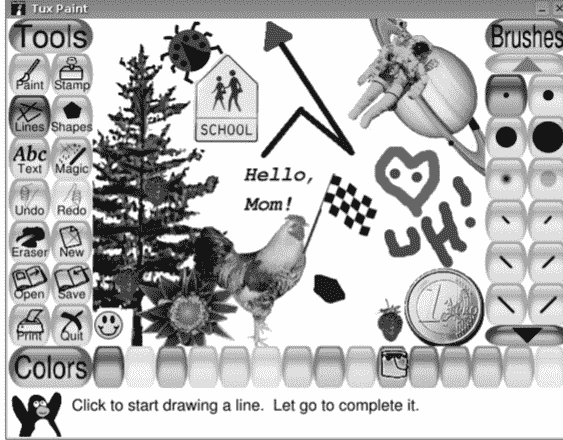 Tux Paint
Tools
Brushes
Paint
Stamp
Lines
Shapes
Abc
Text
Magic
Undo
Redo
Eraser
New
Open
Save
Print
Quit
SCHOOL
Hello,
Mom!
UH!
1
Colors
Click to start drawing a line. Let go to complete it.